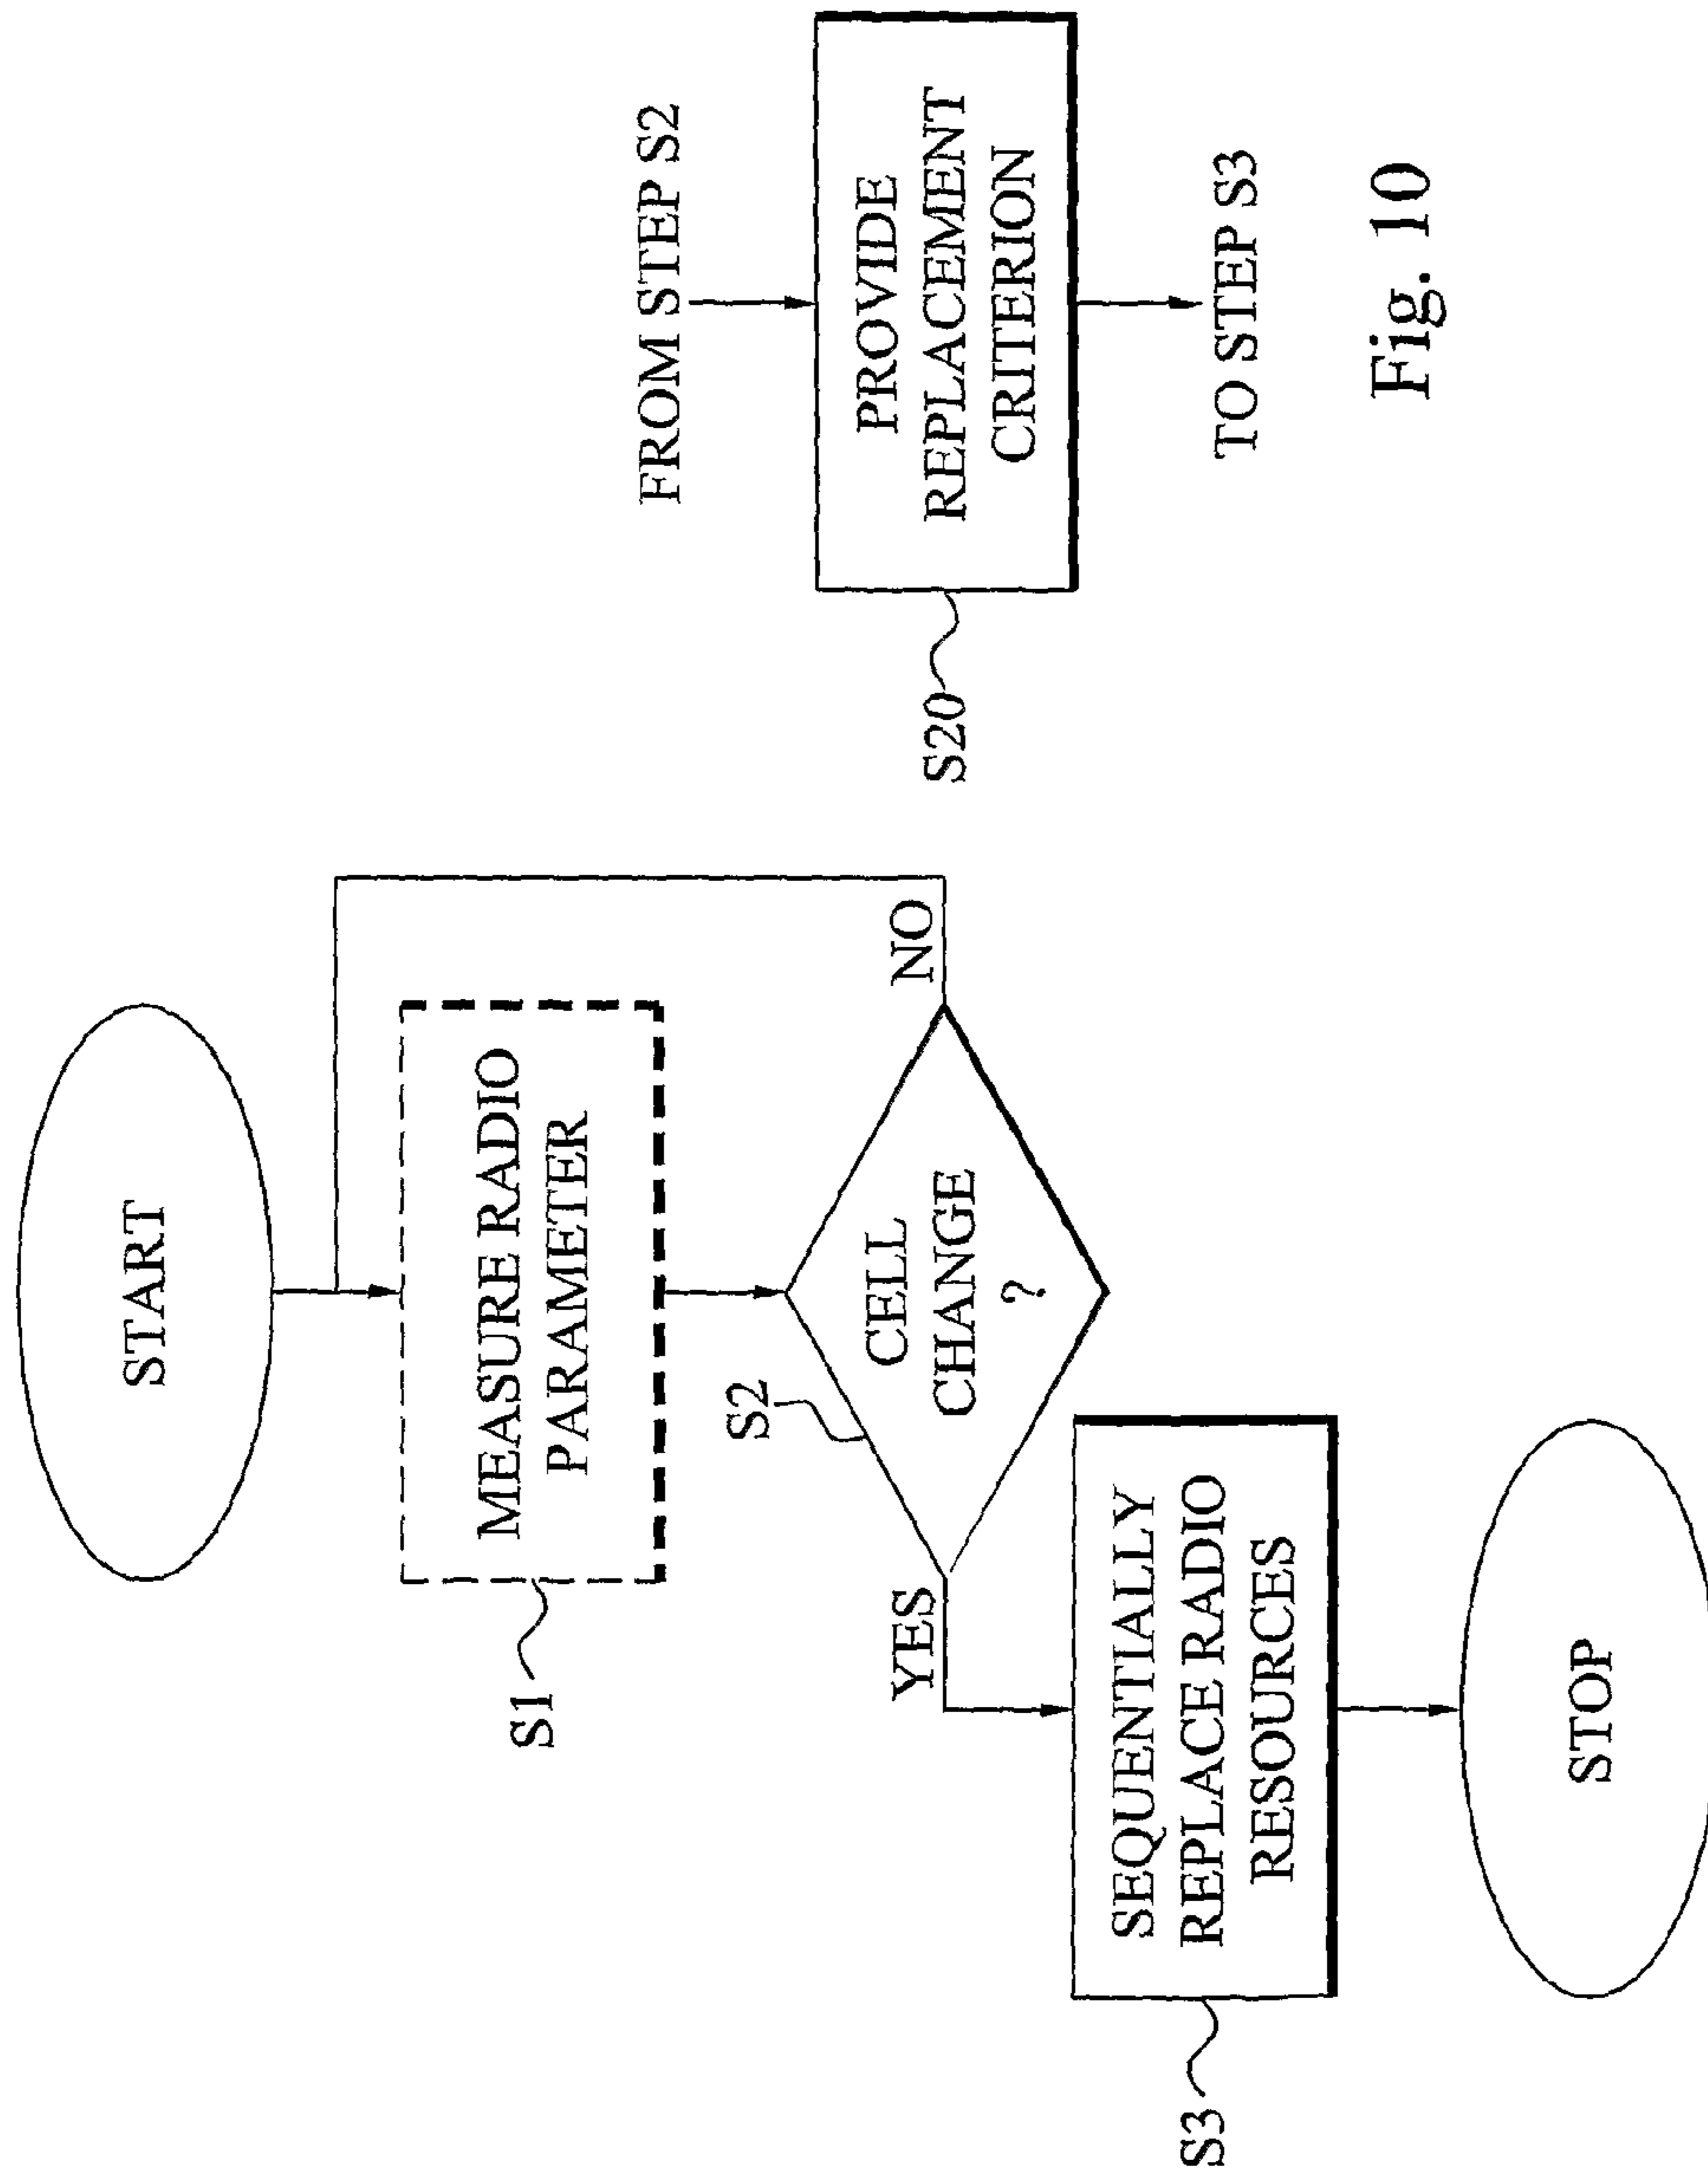 START
S1
MEASURE RADIO
PARAMETER
S2
CELL
CHANGE
?
NO
YES
S3
SEQUENTIALLY
REPLACE RADIO
RESOURCES
STOP
FROM STEP S2
S20
PROVIDE
REPLACEMENT
CRITERION
TO STEP S3
Fig. 10